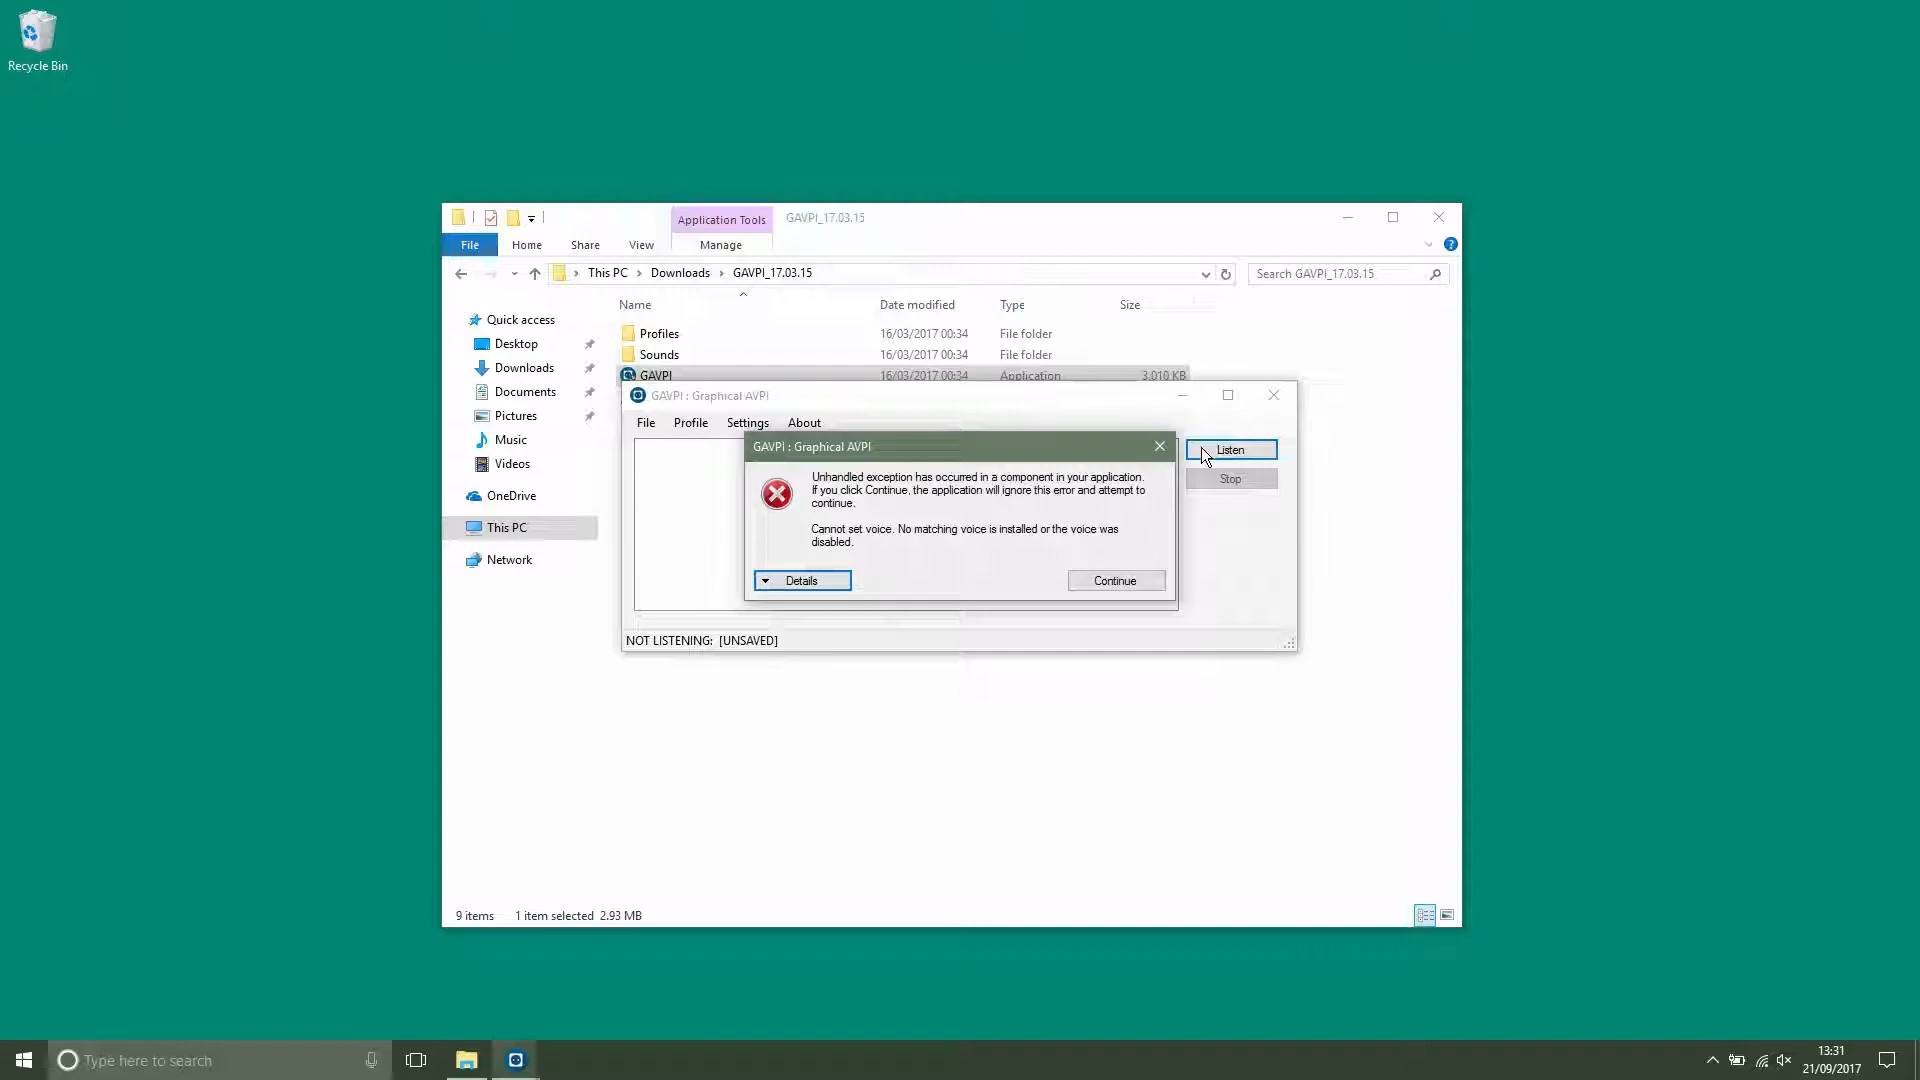 Recycle Bin
Application Tools
GAVPI_17.03.15
File
Home
Share
View
Manage
This PC > Downloads > GAVPI_17.03.15
Search GAVPI_17.03.15
Name
Date modified
Type
Size
Quick access
Desktop
Downloads
Documents
Pictures
Music
Videos
OneDrive
This PC
Network
Profiles 16/03/2017 00:34 File folder
Sounds 16/03/2017 00:34 File folder
GAVPI 16/03/2017 00:34 Application 3,010 KB
GAVPI : Graphical AVPI
File
Profile
Settings
About
GAVPI : Graphical AVPI
Unhandled exception has occurred in a component in your application.
If you click Continue, the application will ignore this error and attempt to
continue.
Cannot set voice. No matching voice is installed or the voice was
disabled.
Details
Continue
Listen
Stop
NOT LISTENING: [UNSAVED]
9 items
1 item selected 2.93 MB
Type here to search
13:31
21/09/2017